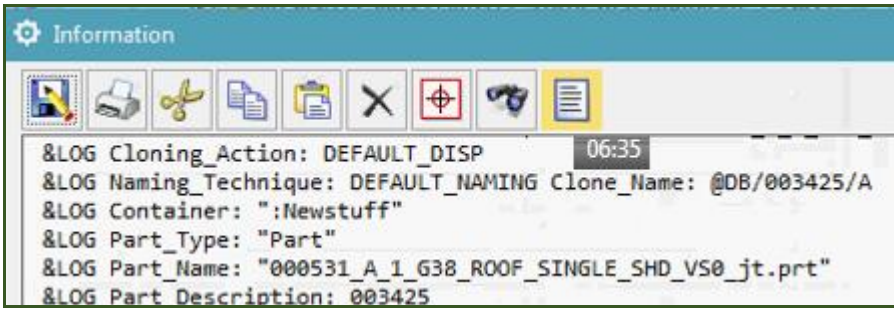 Information
06:35
&LOG Cloning_Action: DEFAULT_DISP
&LOG Naming_Technique: DEFAULT_NAMING Clone_Name: @DB/003425/A
&LOG Container: ":Newstuff"
&LOG Part_Type: "Part"
&LOG Part_Name: "000531_A_1_G38_ROOF_SINGLE_SHD_VS0_jt.prt"
&LOG Part_Description: 003425